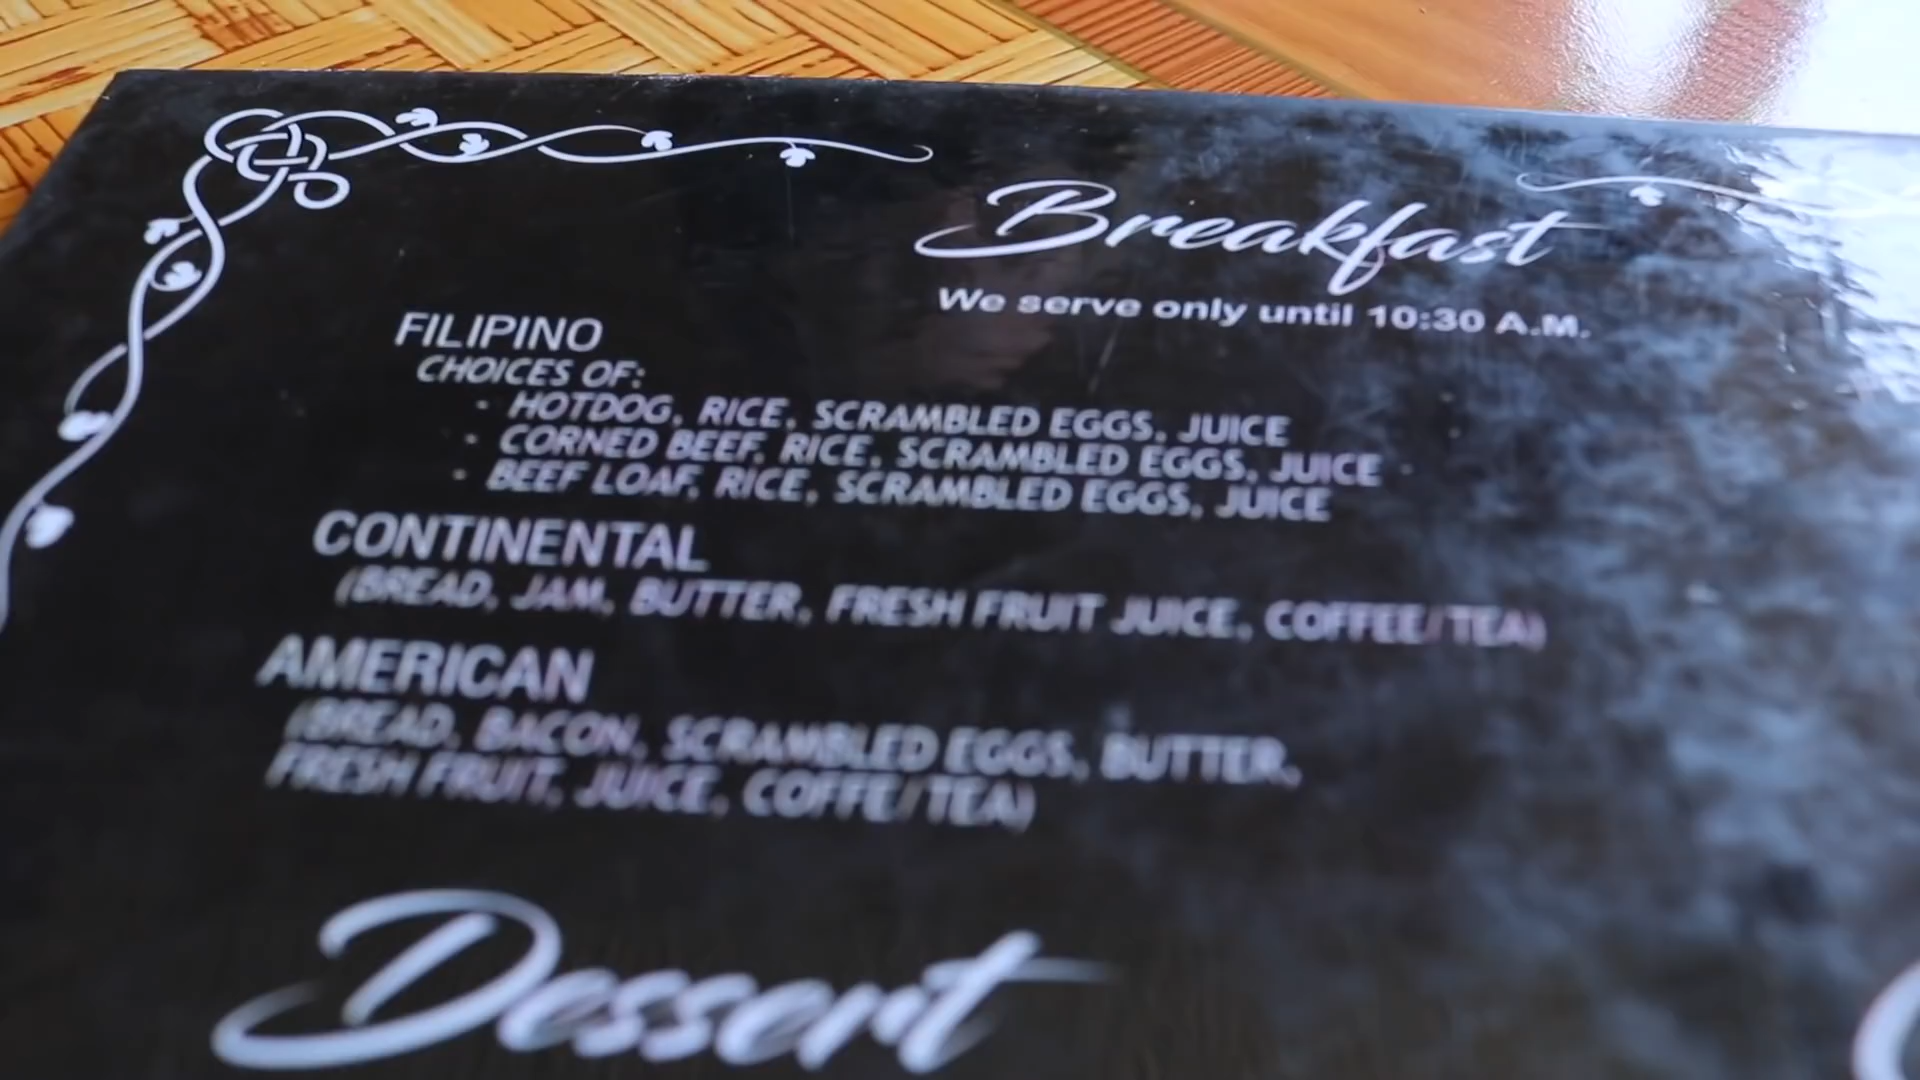 Breakfast
We serve only until 10:30 A.M.
FILIPINO
CHOICES OF:
- HOTDOG, RICE, SCRAMBLED EGGS, JUICE
- CORNED BEEF, RICE, SCRAMBLED EGGS, JUICE
- BEEF LOAF, RICE, SCRAMBLED EGGS, JUICE
CONTINENTAL
(BREAD, JAM, BUTTER, FRESH FRUIT JUICE, COFFEE/TEA)
AMERICAN
(BREAD, BACON, SCRAMBLED EGGS, BUTTER,
FRESH FRUIT, JUICE, COFFE/TEA)
Dessert